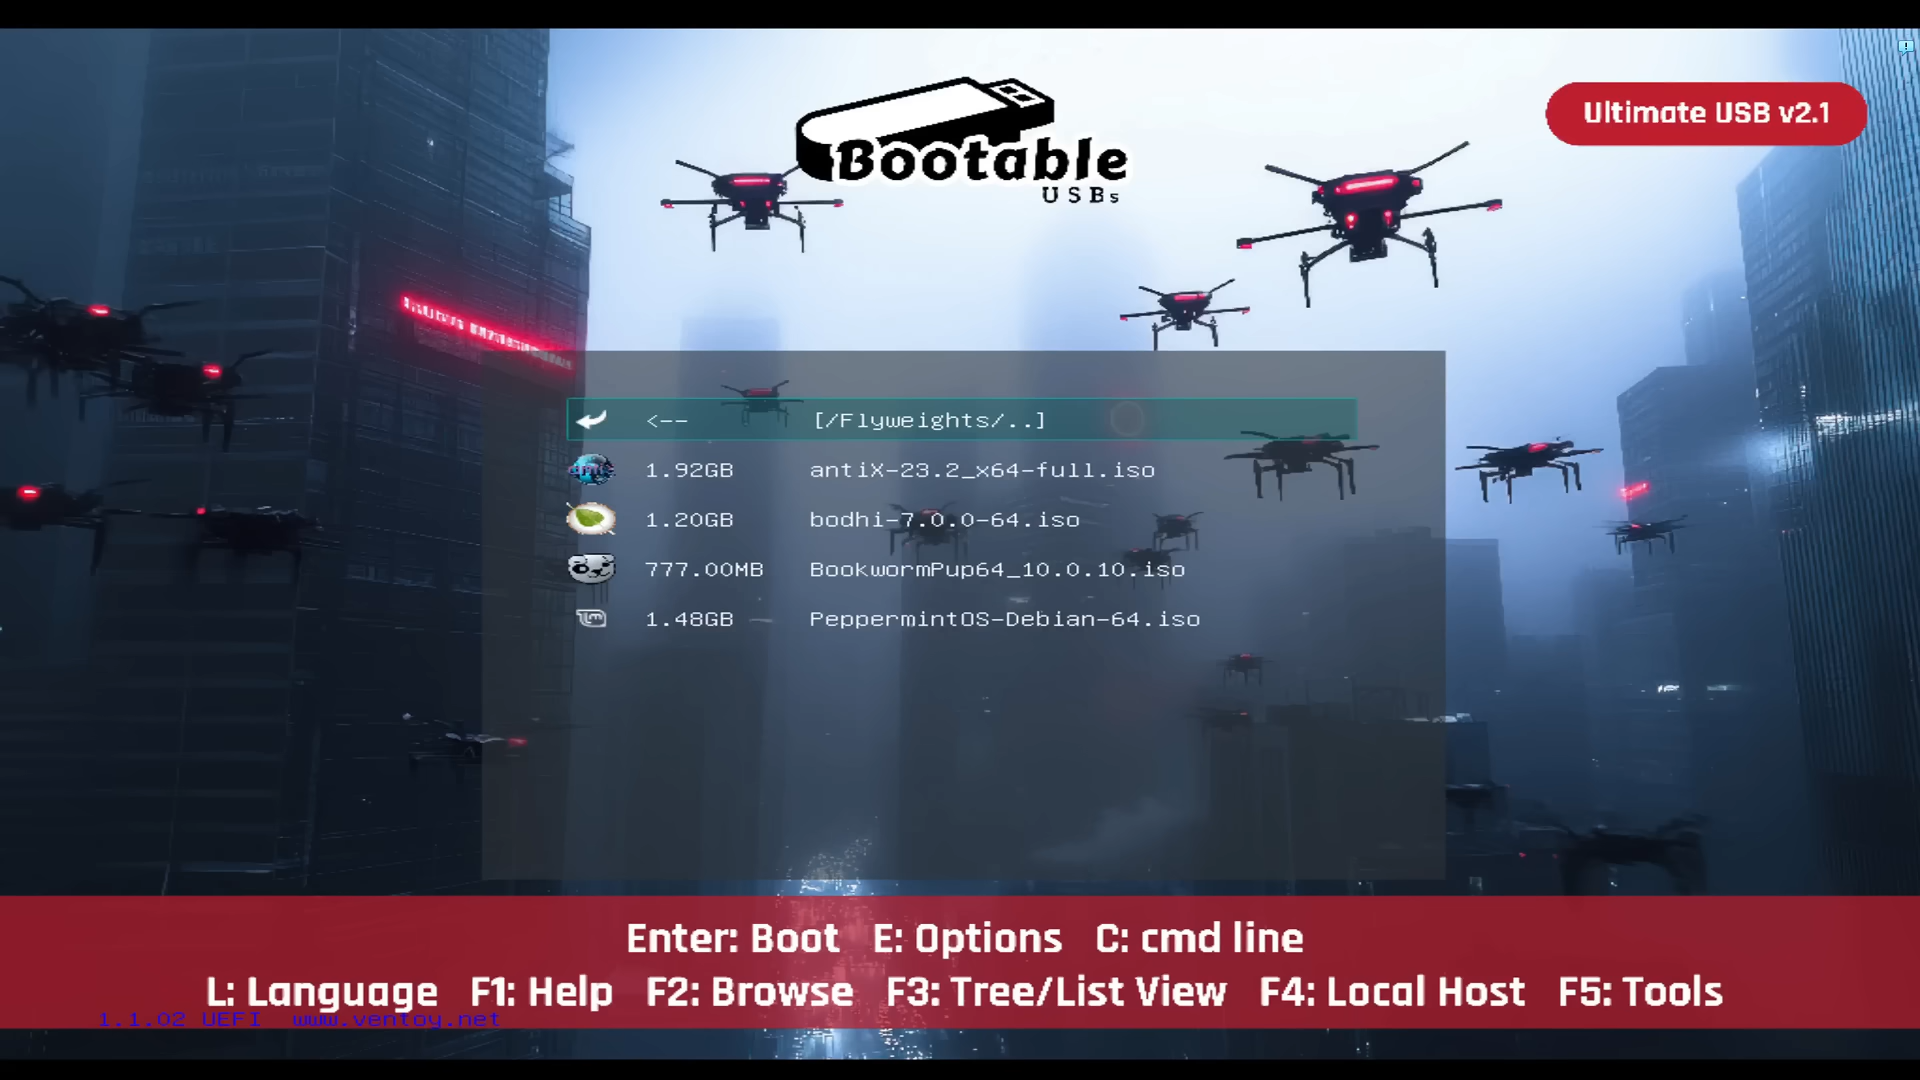 Bootable
USBs
Ultimate USB v2.1
<-- [/Flyweights/..]
1.92GB antiX-23.2_x64-full.iso
1.20GB bodhi-7.0.0-64.iso
777.00MB BookwormPup64_10.0.10.iso
1.48GB PeppermintOS-Debian-64.iso
Enter: Boot E: Options C: cmd line
L: Language F1: Help F2: Browse F3: Tree/List View F4: Local Host F5: Tools
1.1.02 UEFI www.ventoy.net